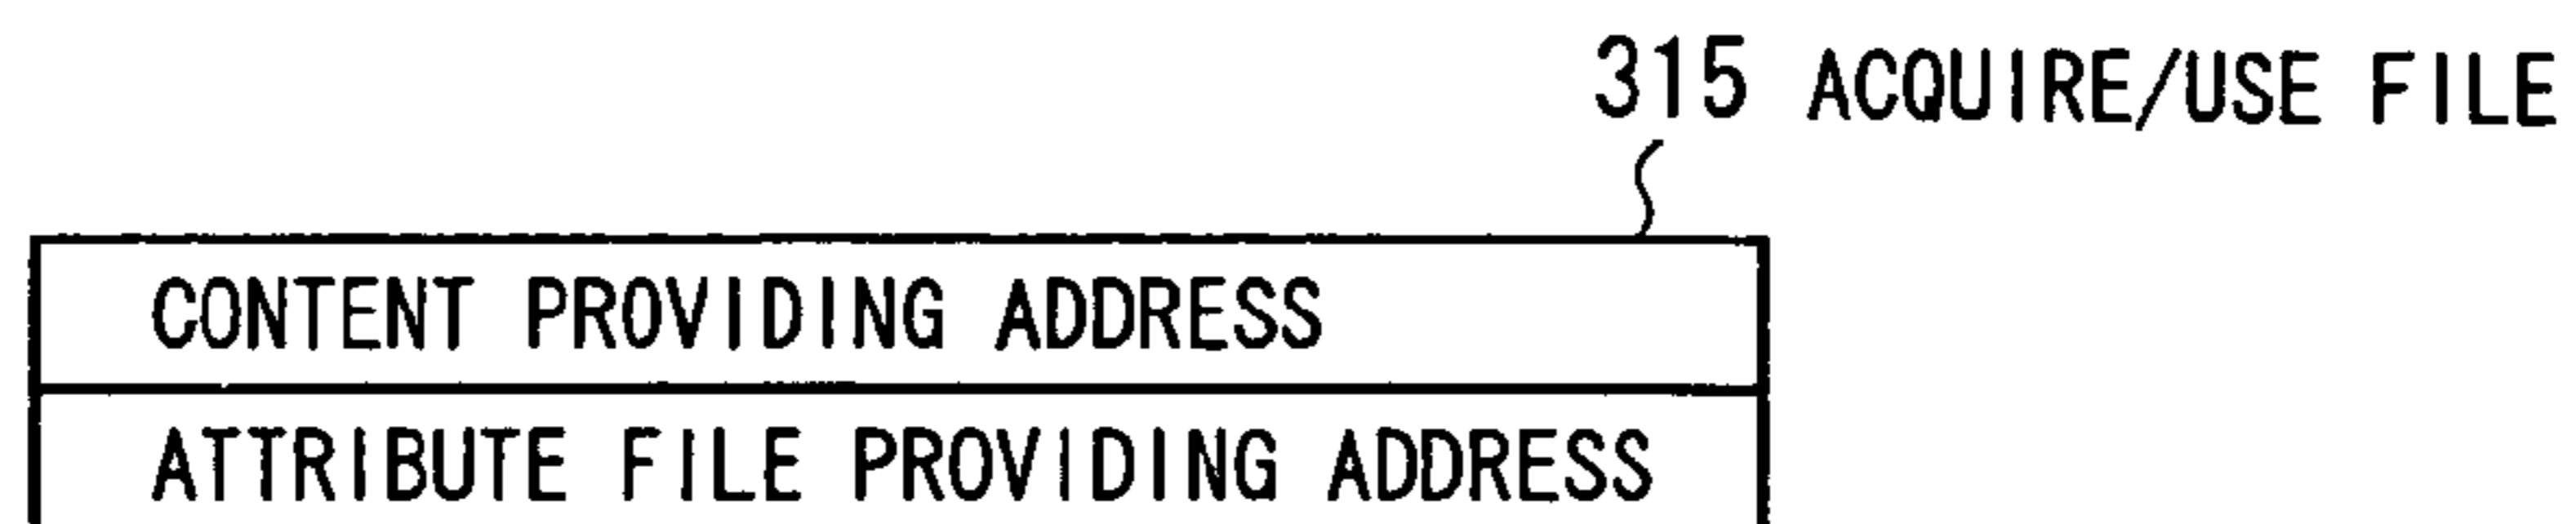 315 ACQUIRE/USE FILE
CONTENT PROVIDING ADDRESS
ATTRIBUTE FILE PROVIDING ADDRESS